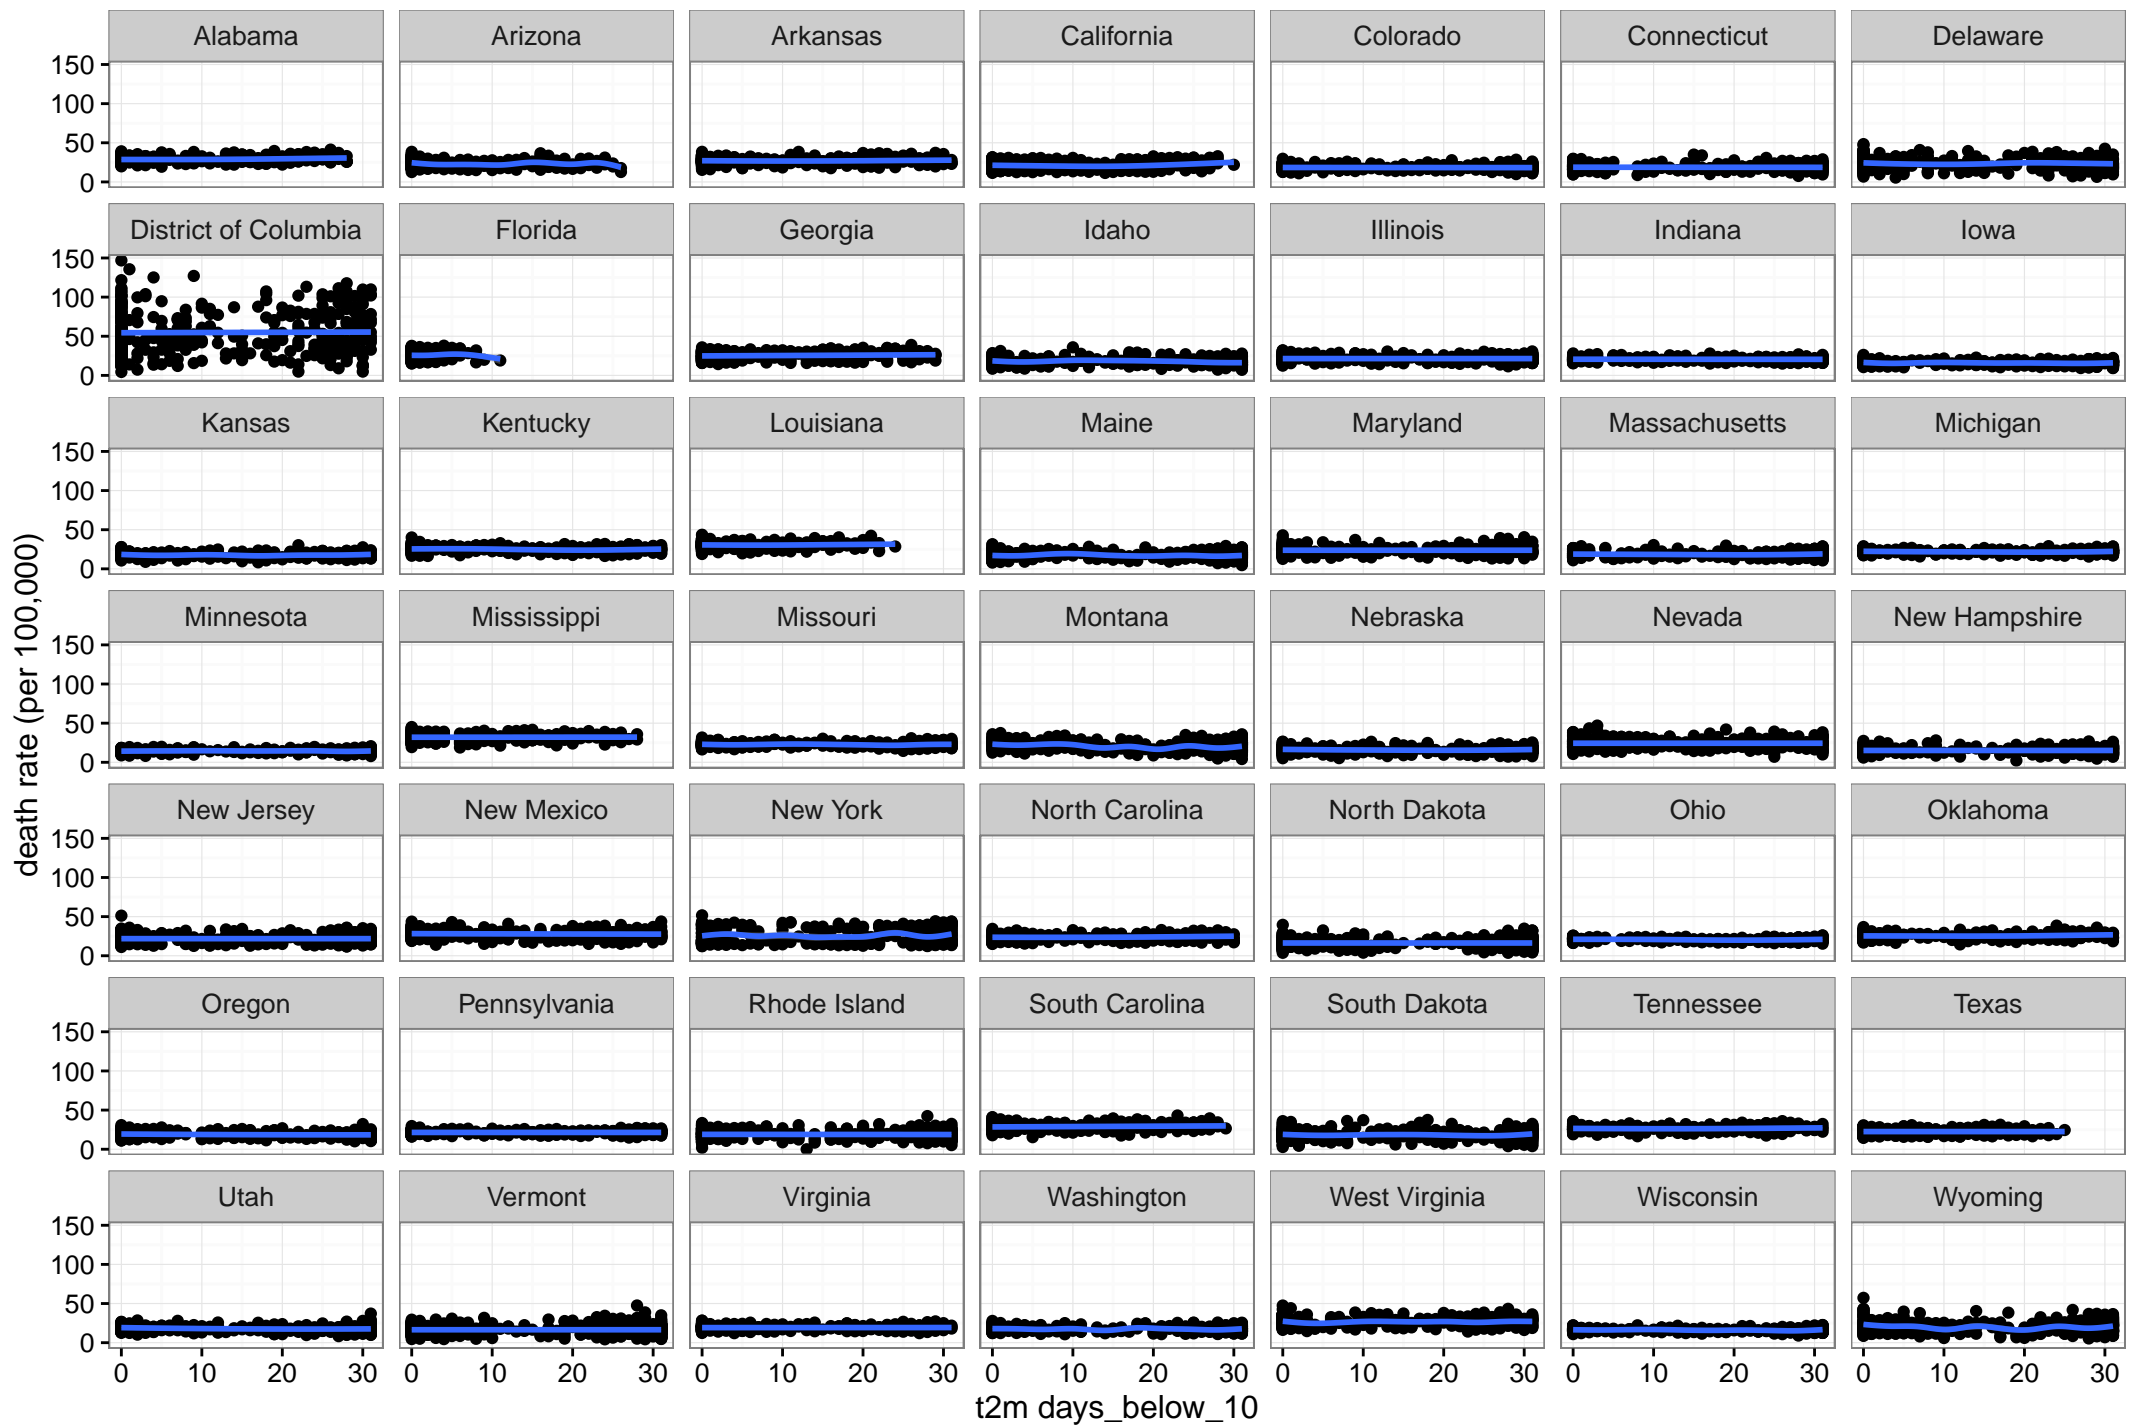 Alabama Arizona Arkansas California Colorado Connecticut Delaware
150
100
50
0
District of Columbia Florida Georgia Idaho Illinois Indiana Iowa
150
100
50
0
Kansas Kentucky Louisiana Maine Maryland Massachusetts Michigan
150
100
50
0
Minnesota Mississippi Missouri Montana Nebraska Nevada New Hampshire
150
100
50
0
New Jersey New Mexico New York North Carolina North Dakota Ohio Oklahoma
150
100
50
0
Oregon Pennsylvania Rhode Island South Carolina South Dakota Tennessee Texas
150
100
50
0
Utah Vermont Virginia Washington West Virginia Wisconsin Wyoming
150
100
50
0
0 10 20 30 0 10 20 30 0 10 20 30 0 10 20 30 0 10 20 30 0 10 20 30 0 10 20 30
t2m days_below_10
death rate (per 100,000)